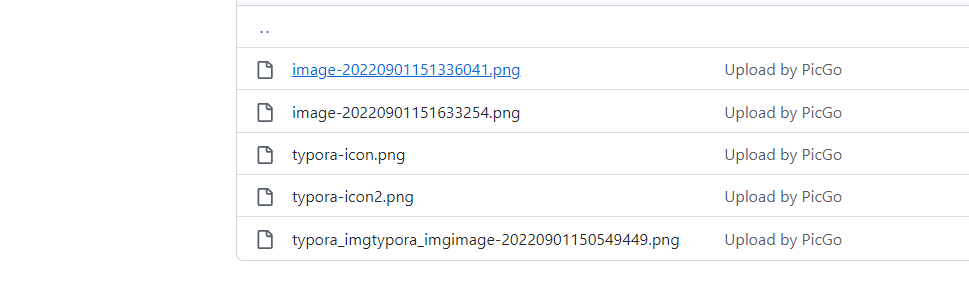 ..
image-20220901151336041.png Upload by PicGo
image-20220901151633254.png Upload by PicGo
typora-icon.png Upload by PicGo
typora-icon2.png Upload by PicGo
typora_imgtypora_imgimage-20220901150549449.png Upload by PicGo